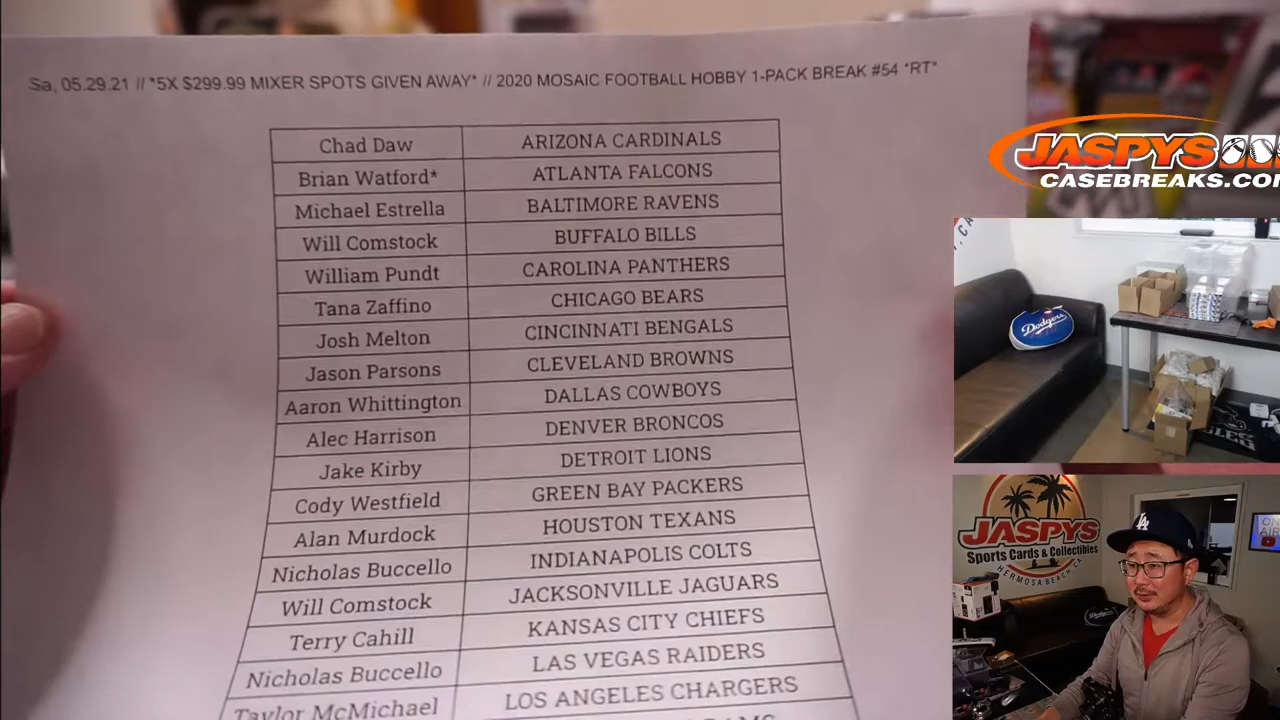 Sa, 05.29.21 // *5X $299.99 MIXER SPOTS GIVEN AWAY* // 2020 MOSAIC FOOTBALL HOBBY 1-PACK BREAK #54 *RT*
Chad Daw ARIZONA CARDINALS
Brian Watford* ATLANTA FALCONS
Michael Estrella BALTIMORE RAVENS
Will Comstock BUFFALO BILLS
William Pundt CAROLINA PANTHERS
Tana Zaffino CHICAGO BEARS
Josh Melton CINCINNATI BENGALS
Jason Parsons CLEVELAND BROWNS
Aaron Whittington DALLAS COWBOYS
Alec Harrison DENVER BRONCOS
Jake Kirby DETROIT LIONS
Cody Westfield GREEN BAY PACKERS
Alan Murdock HOUSTON TEXANS
Nicholas Buccello INDIANAPOLIS COLTS
Will Comstock JACKSONVILLE JAGUARS
Terry Cahill KANSAS CITY CHIEFS
Nicholas Buccello LAS VEGAS RAIDERS
Taylor McMichael LOS ANGELES CHARGERS
JASPYS
CASEBREAKS.COM
Dodgers
JASPYS
Sports Cards & Collectibles
HERMOSA BEACH, CA
LA
ON
AIR
Dodgers